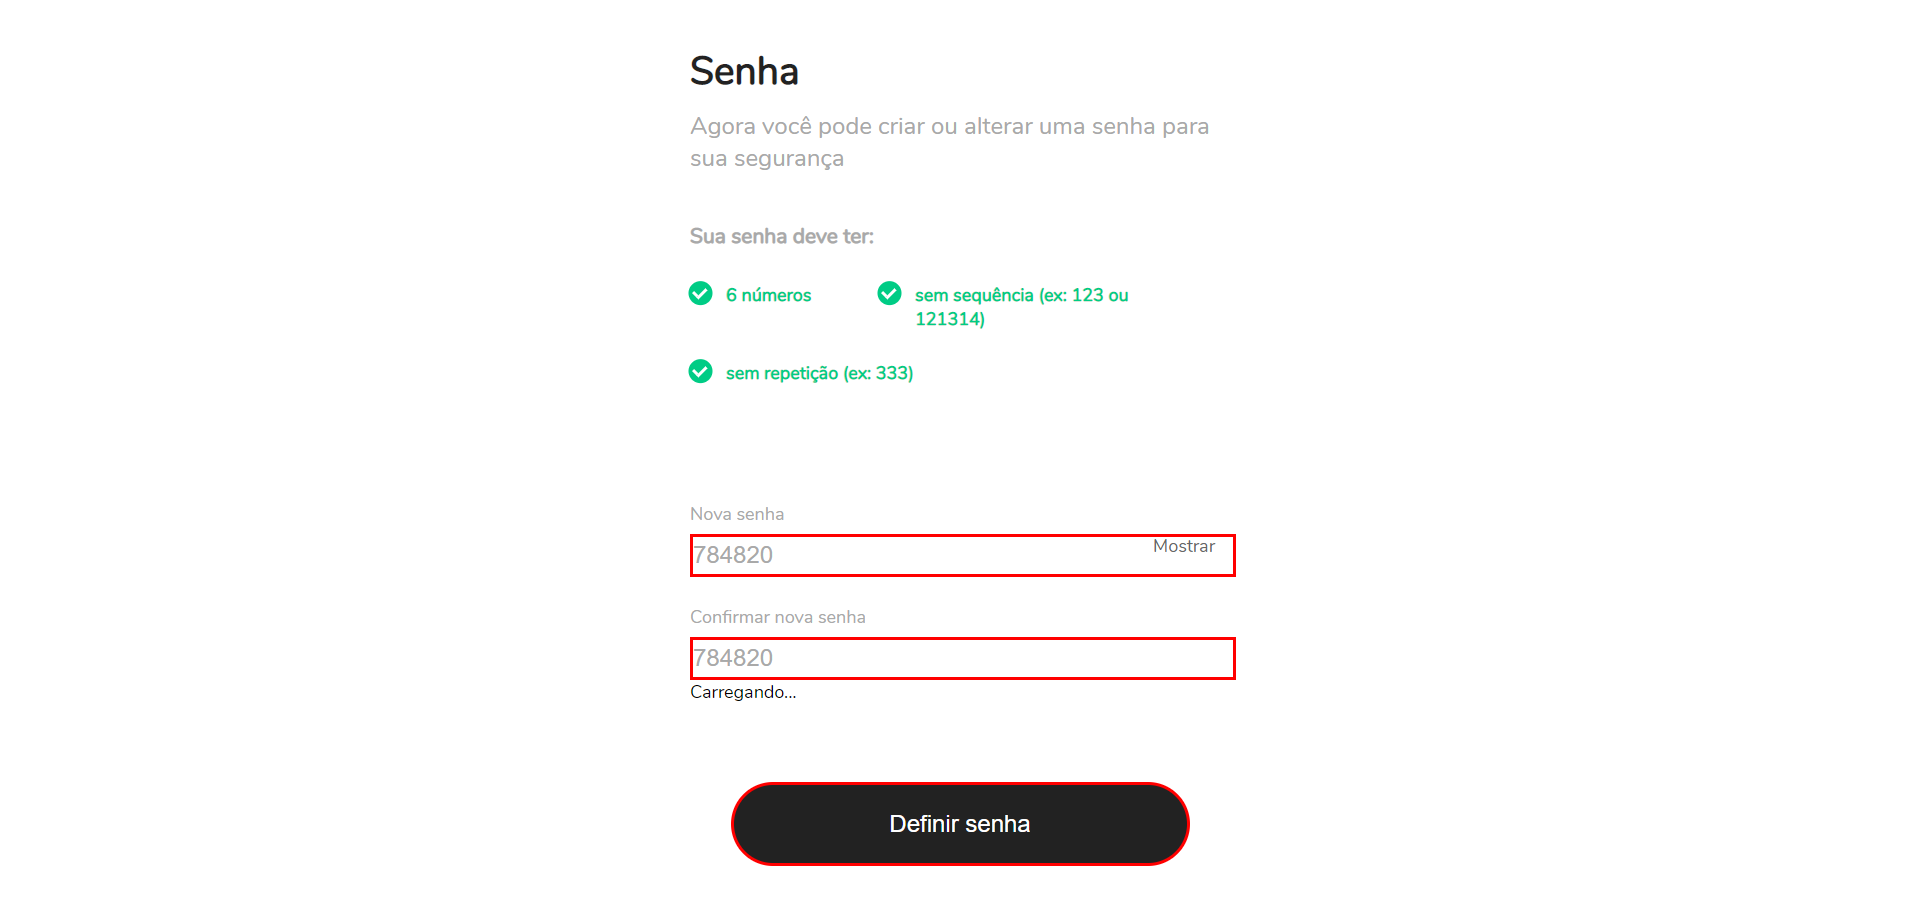 Senha
Agora você pode criar ou alterar uma senha para
sua segurança
Sua senha deve ter:
6 números
sem sequência (ex: 123 ou
121314)
sem repetição (ex: 333)
Nova senha
784820
Mostrar
Confirmar nova senha
784820
Carregando...
Definir senha